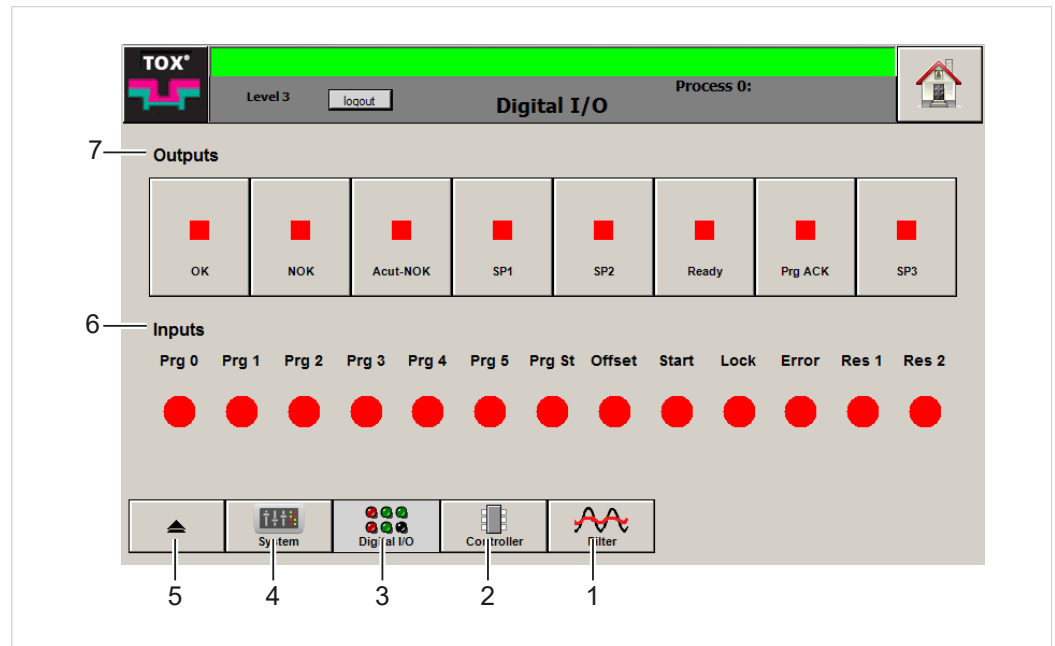 TOX®
Level 3 logout Digital I/O Process 0:
7 Outputs
OK NOK Acut-NOK SP1 SP2 Ready Prg ACK SP3
6 Inputs
Prg 0 Prg 1 Prg 2 Prg 3 Prg 4 Prg 5 Prg St Offset Start Lock Error Res 1 Res 2
System Digital I/O Controller Filter
5 4 3 2 1